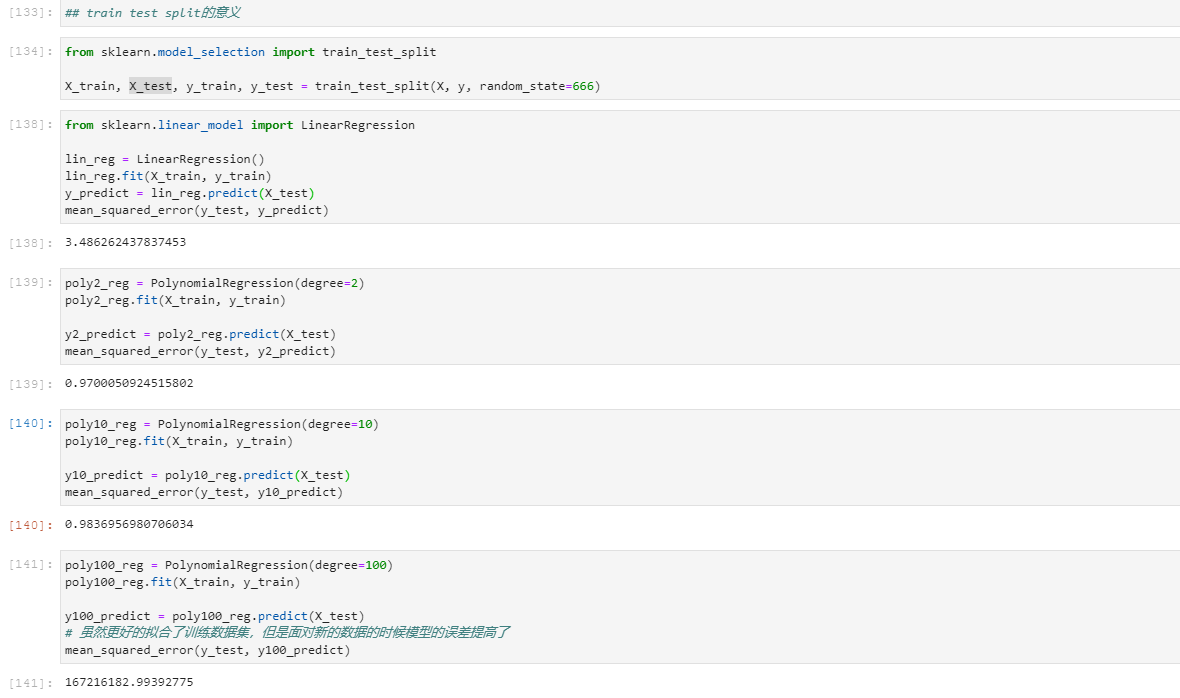 [133]: ## train test split的意义
[134]: from sklearn.model_selection import train_test_split
X_train, X_test, y_train, y_test = train_test_split(X, y, random_state=666)
[138]: from sklearn.linear_model import LinearRegression
lin_reg = LinearRegression()
lin_reg.fit(X_train, y_train)
y_predict = lin_reg.predict(X_test)
mean_squared_error(y_test, y_predict)
[138]: 3.486262437837453
[139]: poly2_reg = PolynomialRegression(degree=2)
poly2_reg.fit(X_train, y_train)
y2_predict = poly2_reg.predict(X_test)
mean_squared_error(y_test, y2_predict)
[139]: 0.9700050924515802
[140]: poly10_reg = PolynomialRegression(degree=10)
poly10_reg.fit(X_train, y_train)
y10_predict = poly10_reg.predict(X_test)
mean_squared_error(y_test, y10_predict)
[140]: 0.9836956980706034
[141]: poly100_reg = PolynomialRegression(degree=100)
poly100_reg.fit(X_train, y_train)
y100_predict = poly100_reg.predict(X_test)
# 虽然更好的拟合了训练数据集，但是面对新的数据的时候模型的误差提高了
mean_squared_error(y_test, y100_predict)
[141]: 167216182.99392775